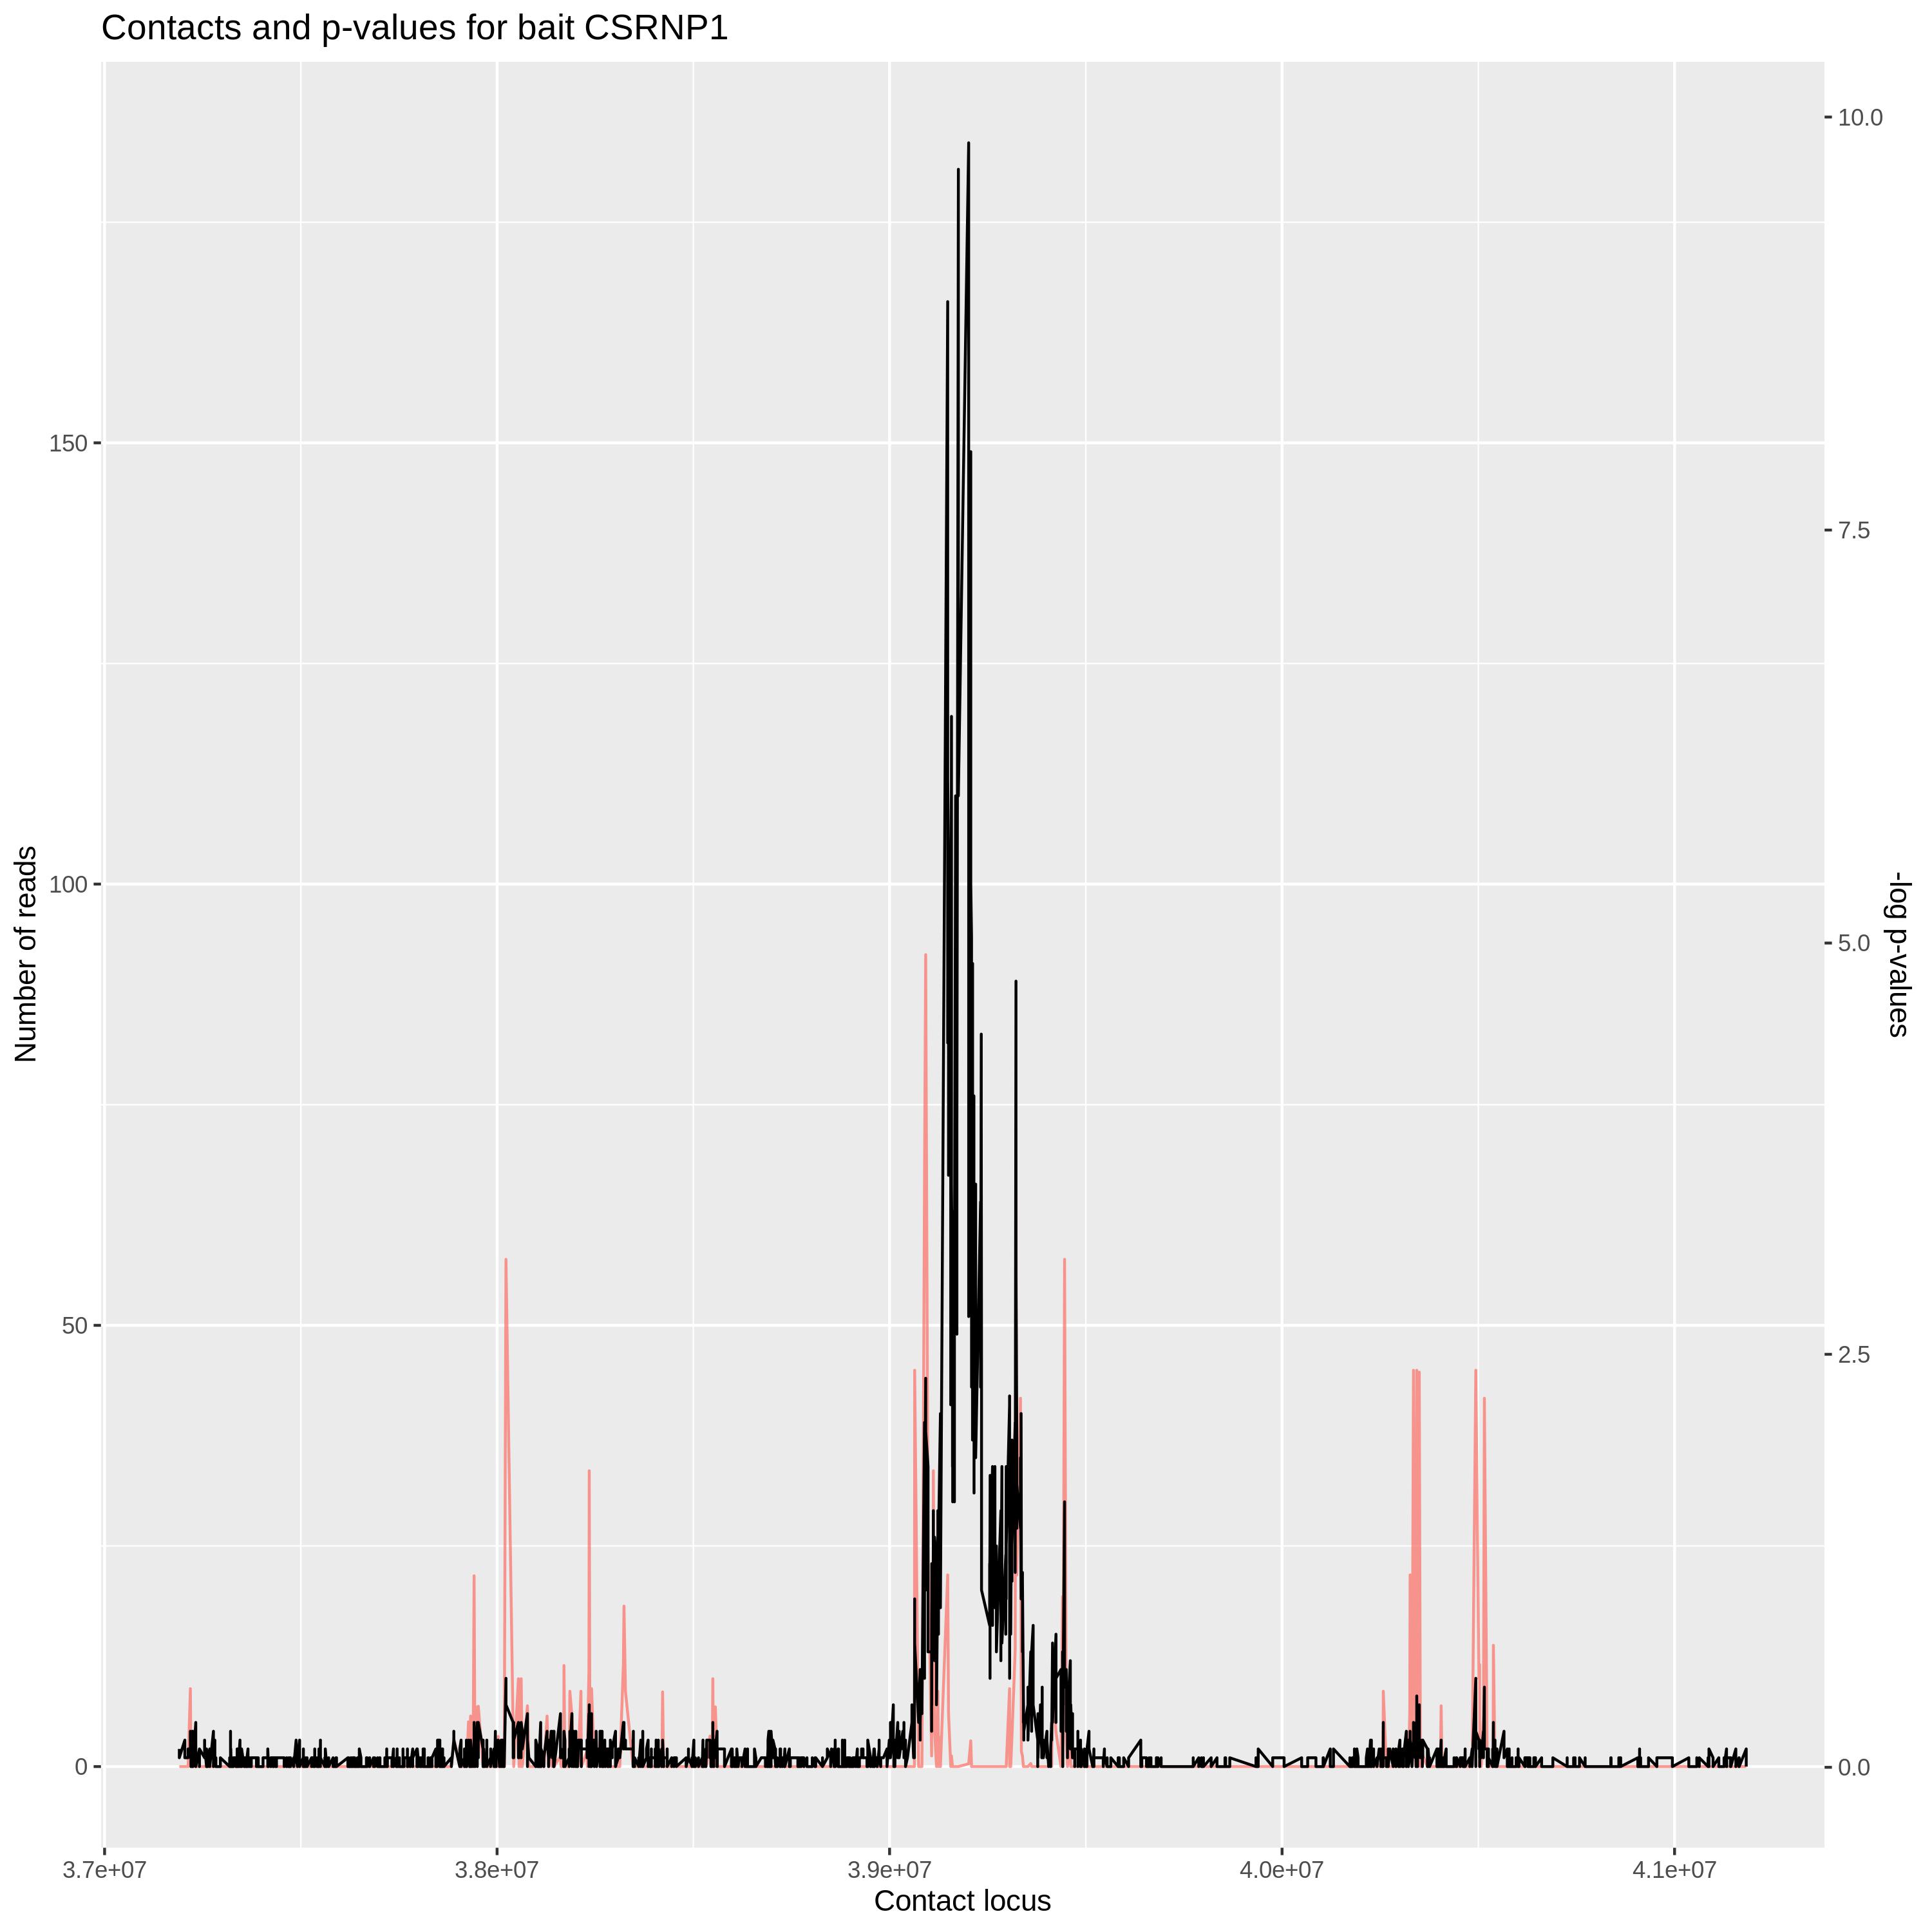 Contacts and p-values for bait CSRNP1
Number of reads
150
100
50
0
10.0
7.5
5.0
2.5
0.0
-log p-values
3.7e+07 3.8e+07 3.9e+07 4.0e+07 4.1e+07
Contact locus